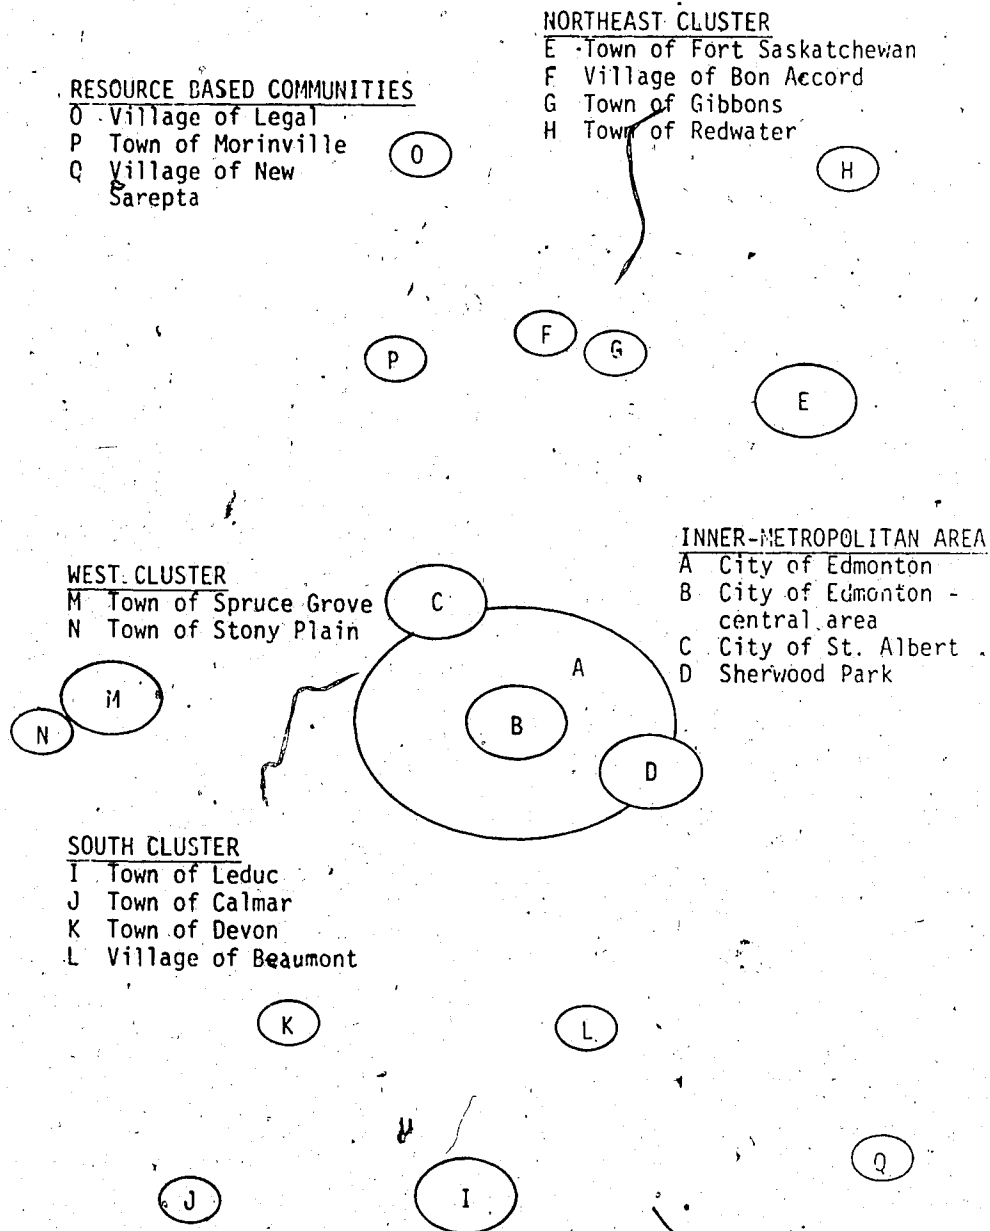 NORTHEAST CLUSTER
E Town of Fort Saskatchewan
F Village of Bon Accord
G Town of Gibbons
H Town of Redwater
RESOURCE BASED COMMUNITIES
O Village of Legal
P Town of Morinville
Q Village of New
Sarepta
O
H
F
G
P
E
INNER-METROPOLITAN AREA
A City of Edmonton
B City of Edmonton -
central area
C City of St. Albert
D Sherwood Park
WEST CLUSTER
M Town of Spruce Grove
N Town of Stony Plain
C
A
M
N
B
D
SOUTH CLUSTER
I Town of Leduc
J Town of Calmar
K Town of Devon
L Village of Beaumont
K
L
Q
J
I